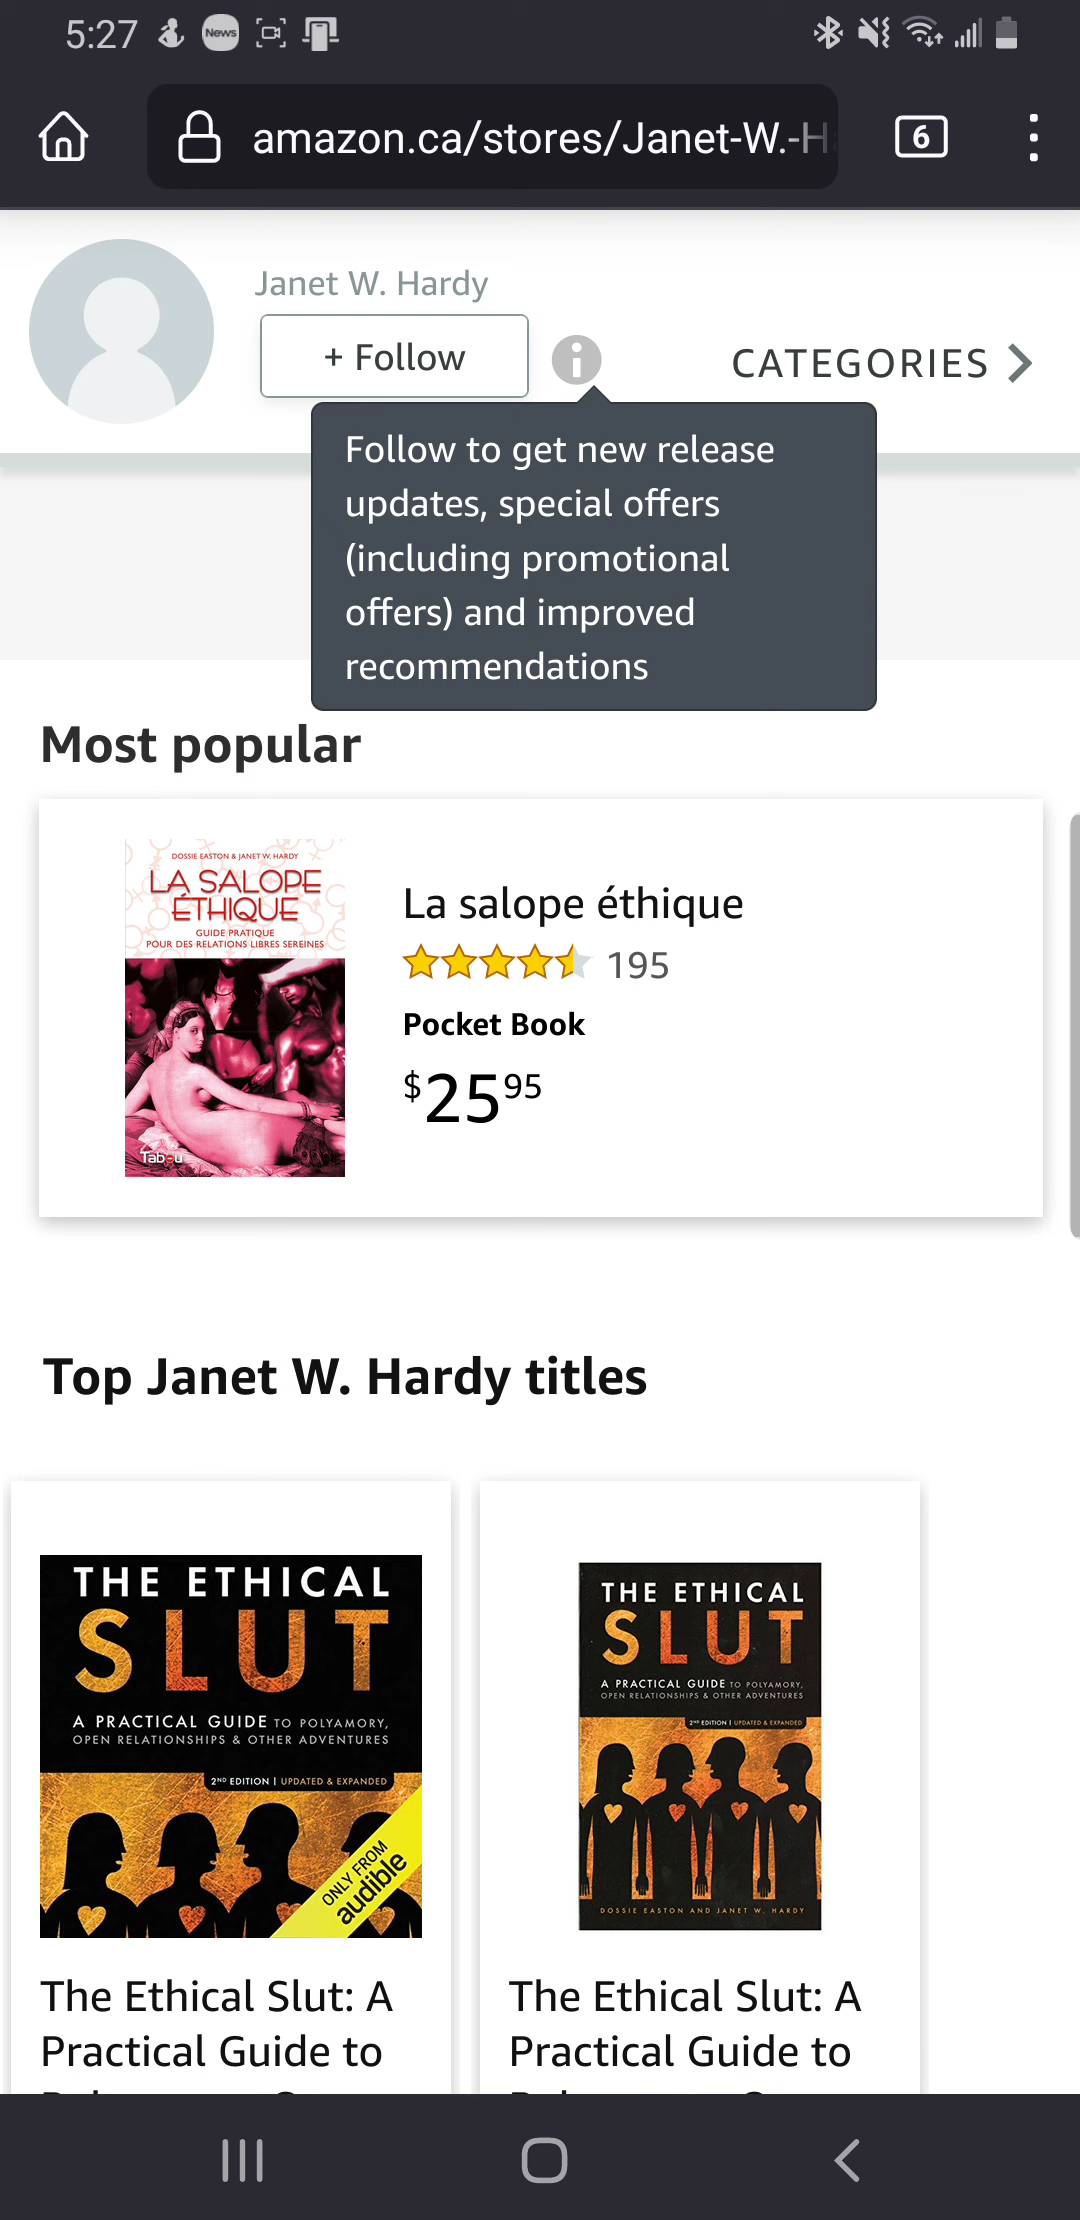 5:27
News
amazon.ca/stores/Janet-W.-Ha
6
Janet W. Hardy
+ Follow
CATEGORIES
Follow to get new release
updates, special offers
(including promotional
offers) and improved
recommendations
Most popular
DOSSIE EASTON & JANET W. HARDY
LA SALOPE
ÉTHIQUE
GUIDE PRATIQUE
POUR DES RELATIONS LIBRES SEREINES
Tabou
La salope éthique
195
Pocket Book
$2595
Top Janet W. Hardy titles
THE ETHICAL
SLUT
A PRACTICAL GUIDE TO POLYAMORY,
OPEN RELATIONSHIPS & OTHER ADVENTURES
2ND EDITION | UPDATED & EXPANDED
ONLY FROM
audible
The Ethical Slut: A
Practical Guide to
THE ETHICAL
SLUT
A PRACTICAL GUIDE TO POLYAMORY,
OPEN RELATIONSHIPS & OTHER ADVENTURES
2ND EDITION | UPDATED & EXPANDED
DOSSIE EASTON AND JANET W. HARDY
The Ethical Slut: A
Practical Guide to